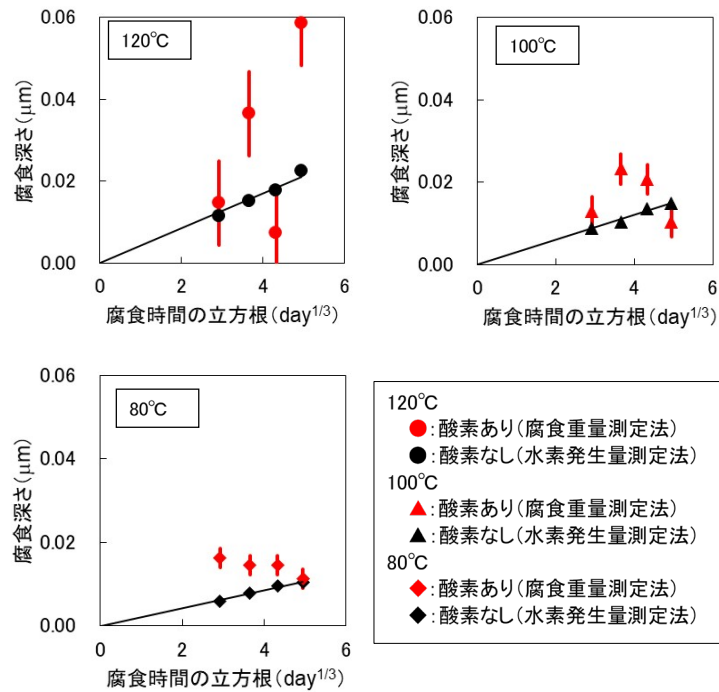 120℃
0.06
0.04
0.02
0.00
腐食深さ(μm)
0 2 4 6
腐食時間の立方根(day1/3)
100℃
0.06
0.04
0.02
0.00
腐食深さ(μm)
0 2 4 6
腐食時間の立方根(day1/3)
80℃
0.06
0.04
0.02
0.00
腐食深さ(μm)
0 2 4 6
腐食時間の立方根(day1/3)
120℃
:酸素あり(腐食重量測定法)
:酸素なし(水素発生量測定法)
100℃
:酸素あり(腐食重量測定法)
:酸素なし(水素発生量測定法)
80℃
:酸素あり(腐食重量測定法)
:酸素なし(水素発生量測定法)